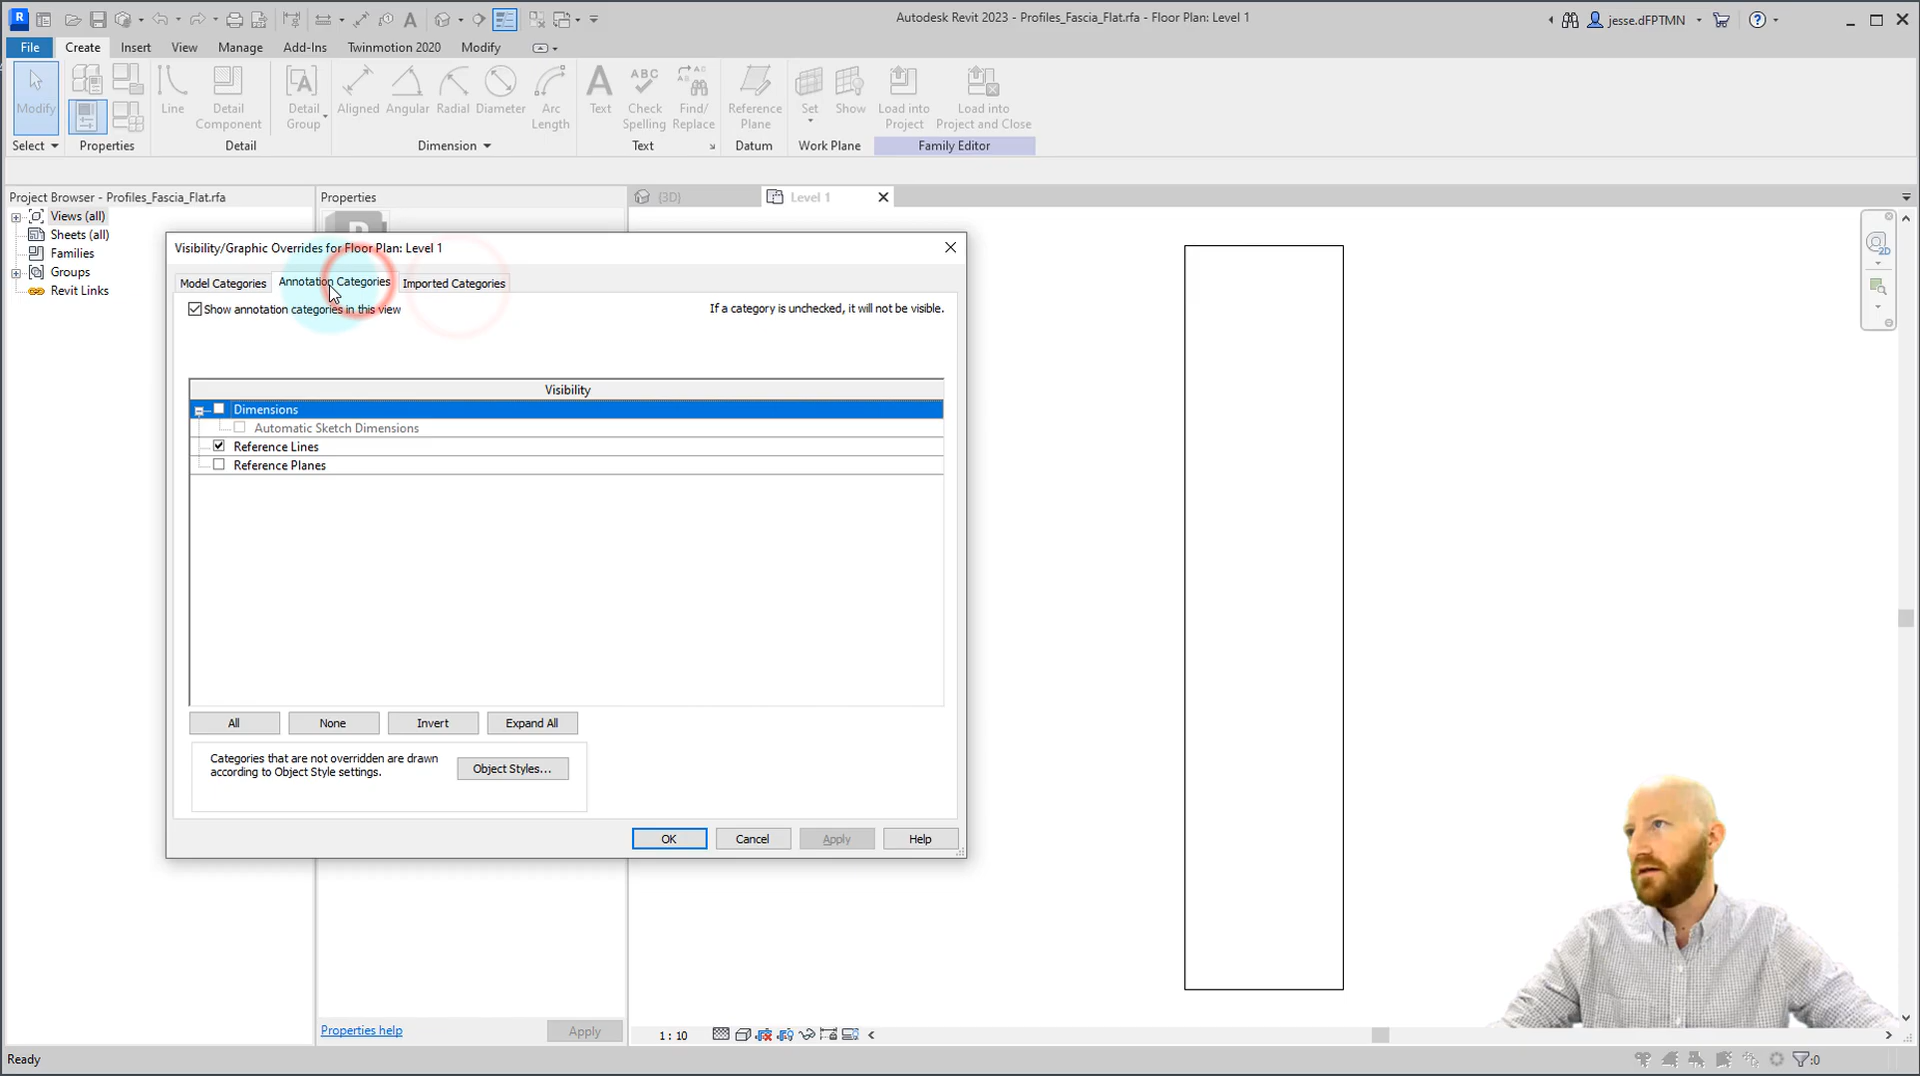 Autodesk Revit 2023 - Profiles_Fascia_Flat.rfa - Floor Plan: Level 1
jesse.dFPTMN
File Create Insert View Manage Add-Ins Twinmotion 2020 Modify
Modify
Line
Detail Component
Detail Group
Aligned
Angular
Radial
Diameter
Arc Length
Text
ABC
Check Spelling
Find/ Replace
Reference Plane
Set
Show
Load into Project
Load into Project and Close
Select Properties Detail Dimension Text Datum Work Plane Family Editor
Project Browser - Profiles_Fascia_Flat.rfa
Properties
{3D}
Level 1
Views (all)
Sheets (all)
Families
Groups
Revit Links
Visibility/Graphic Overrides for Floor Plan: Level 1
Model Categories Annotation Categories Imported Categories
Show annotation categories in this view
If a category is unchecked, it will not be visible.
Visibility
Dimensions
Automatic Sketch Dimensions
Reference Lines
Reference Planes
All None Invert Expand All
Categories that are not overridden are drawn
according to Object Style settings.
Object Styles...
OK Cancel Apply Help
Properties help
Apply
1 : 10
Ready
:0